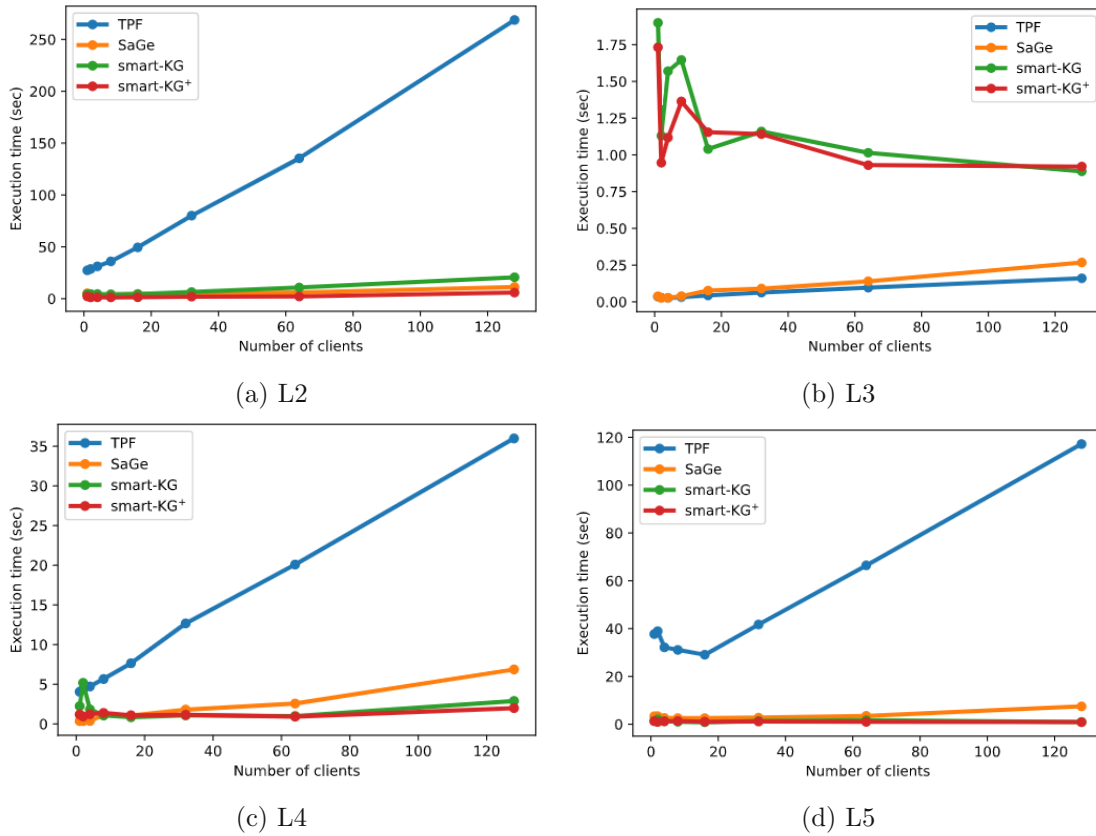 TPF
SaGe
smart-KG
smart-KG⁺
Execution time (sec)
250
200
150
100
50
0
0 20 40 60 80 100 120
Number of clients
(a) L2
TPF
SaGe
smart-KG
smart-KG⁺
Execution time (sec)
1.75
1.50
1.25
1.00
0.75
0.50
0.25
0.00
0 20 40 60 80 100 120
Number of clients
(b) L3
TPF
SaGe
smart-KG
smart-KG⁺
Execution time (sec)
35
30
25
20
15
10
5
0
0 20 40 60 80 100 120
Number of clients
(c) L4
TPF
SaGe
smart-KG
smart-KG⁺
Execution time (sec)
120
100
80
60
40
20
0
0 20 40 60 80 100 120
Number of clients
(d) L5